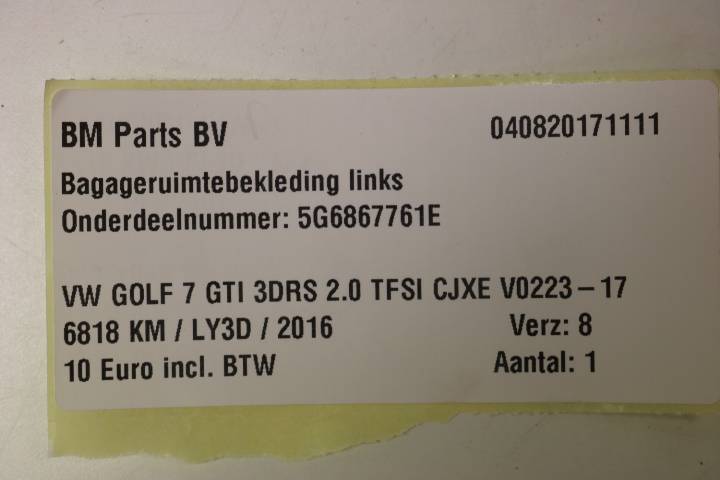 BM Parts BV 040820171111
Bagageruimtebekleding links
Onderdeelnummer: 5G6867761E
VW GOLF 7 GTI 3DRS 2.0 TFSI CJXE V0223-17
6818 KM / LY3D / 2016 Verz: 8
10 Euro incl. BTW Aantal: 1